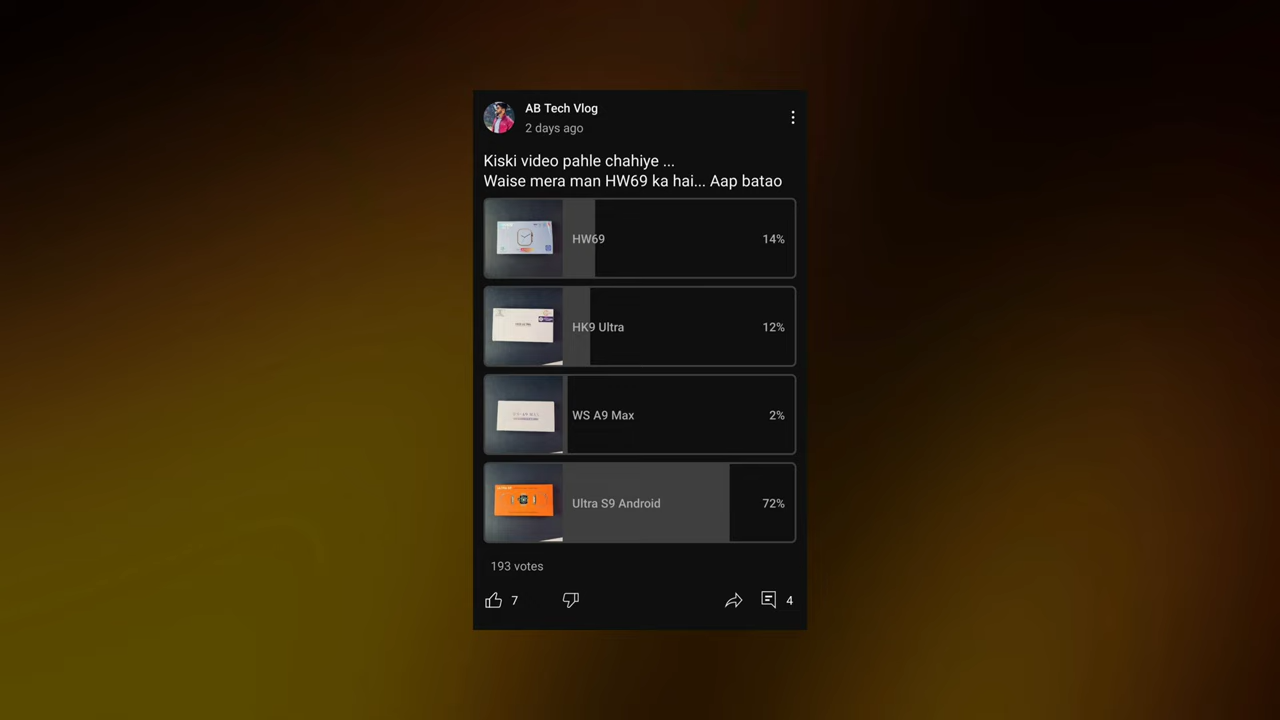 AB Tech Vlog
2 days ago
Kiski video pahle chahiye ...
Waise mera man HW69 ka hai... Aap batao
HW69 14%
HK9 Ultra 12%
WS A9 Max 2%
Ultra S9 Android 72%
193 votes
7 4